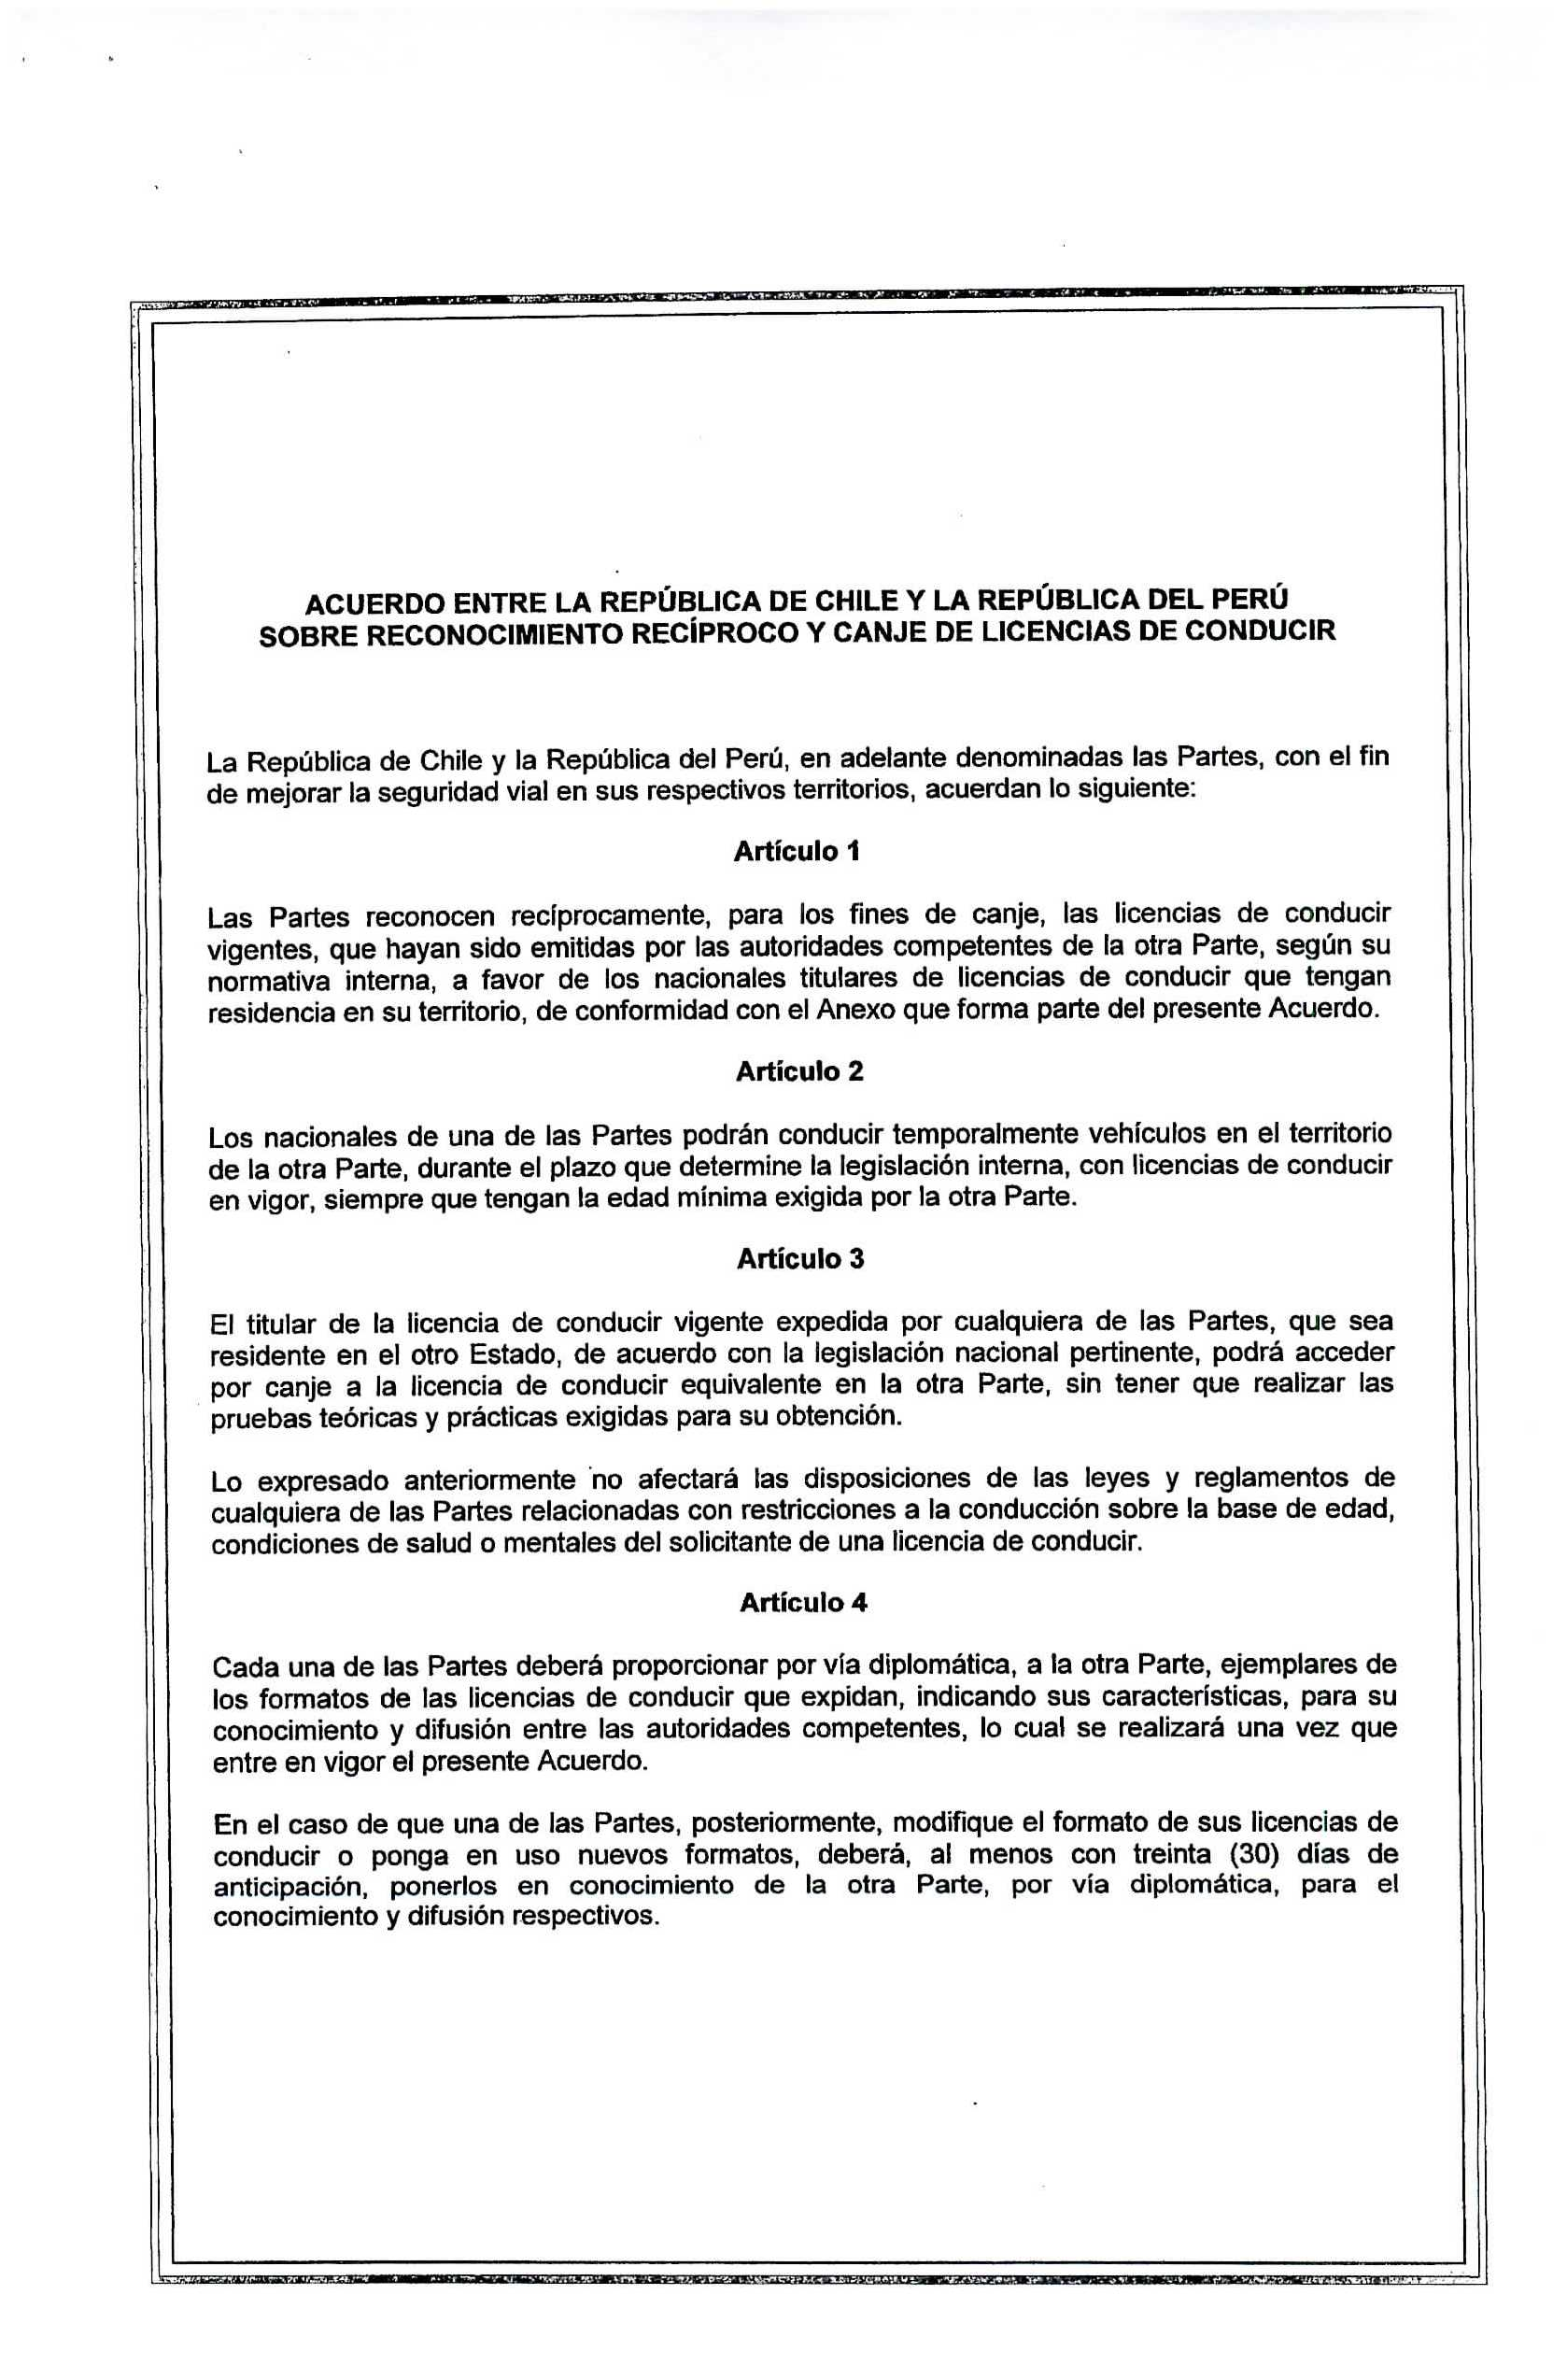 ACUERDO ENTRE LA REPÚBLICA DE CHILE Y LA REPÚBLICA DEL PERÚ
SOBRE RECONOCIMIENTO RECÍPROCO Y CANJE DE LICENCIAS DE CONDUCIR
La República de Chile y la República del Perú, en adelante denominadas las Partes, con el fin
de mejorar la seguridad vial en sus respectivos territorios, acuerdan lo siguiente:
Artículo 1
Las Partes reconocen recíprocamente, para los fines de canje, las licencias de conducir
vigentes, que hayan sido emitidas por las autoridades competentes de la otra Parte, según su
normativa interna, a favor de los nacionales titulares de licencias de conducir que tengan
residencia en su territorio, de conformidad con el Anexo que forma parte del presente Acuerdo.
Artículo 2
Los nacionales de una de las Partes podrán conducir temporalmente vehículos en el territorio
de la otra Parte, durante el plazo que determine la legislación interna, con licencias de conducir
en vigor, siempre que tengan la edad mínima exigida por la otra Parte.
Artículo 3
El titular de la licencia de conducir vigente expedida por cualquiera de las Partes, que sea
residente en el otro Estado, de acuerdo con la legislación nacional pertinente, podrá acceder
por canje a la licencia de conducir equivalente en la otra Parte, sin tener que realizar las
pruebas teóricas y prácticas exigidas para su obtención.
Lo expresado anteriormente no afectará las disposiciones de las leyes y reglamentos de
cualquiera de las Partes relacionadas con restricciones a la conducción sobre la base de edad,
condiciones de salud o mentales del solicitante de una licencia de conducir.
Artículo 4
Cada una de las Partes deberá proporcionar por vía diplomática, a la otra Parte, ejemplares de
los formatos de las licencias de conducir que expidan, indicando sus características, para su
conocimiento y difusión entre las autoridades competentes, lo cual se realizará una vez que
entre en vigor el presente Acuerdo.
En el caso de que una de las Partes, posteriormente, modifique el formato de sus licencias de
conducir o ponga en uso nuevos formatos, deberá, al menos con treinta (30) días de
anticipación, ponerlos en conocimiento de la otra Parte, por vía diplomática, para el
conocimiento y difusión respectivos.